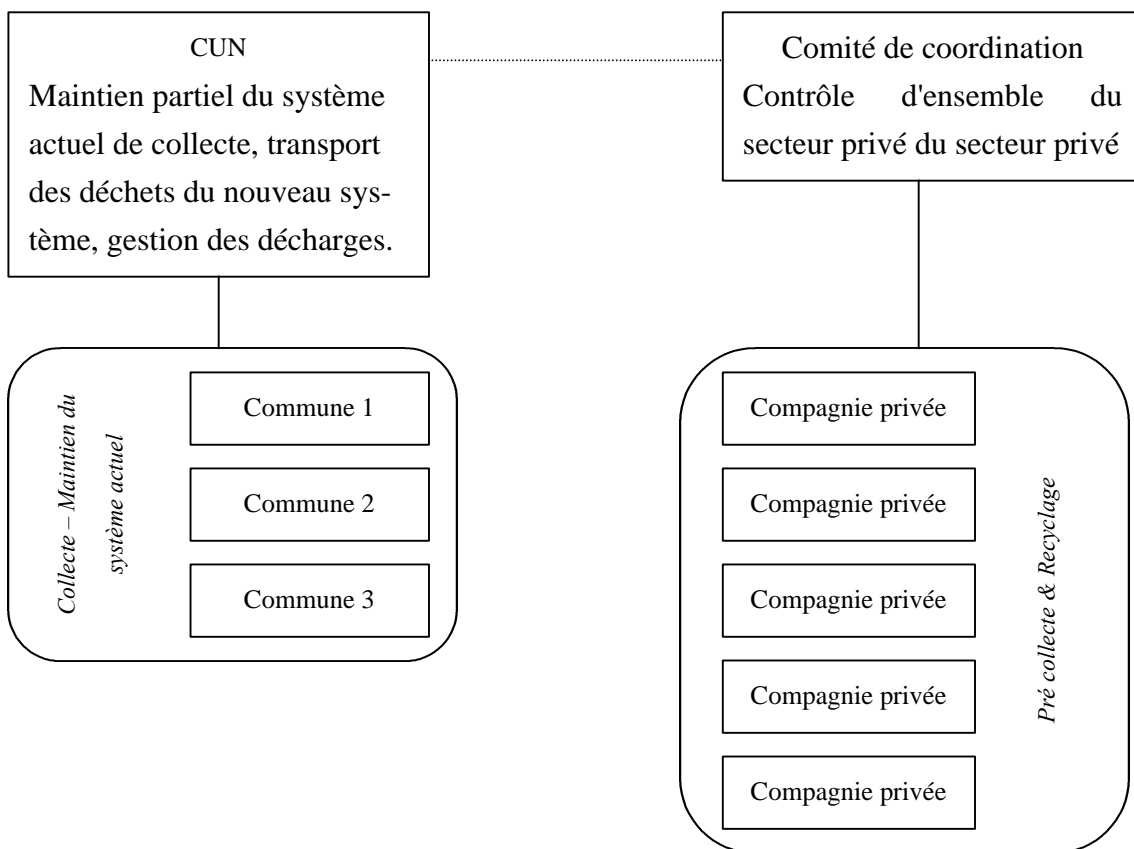 CUN
Maintien partiel du système
actuel de collecte, transport
des déchets du nouveau sys-
tème, gestion des décharges.
Comité de coordination
Contrôle d'ensemble du
secteur privé du secteur privé
Collecte – Maintien du
système actuel
Commune 1
Commune 2
Commune 3
Compagnie privée
Compagnie privée
Compagnie privée
Compagnie privée
Compagnie privée
Pré collecte & Recyclage